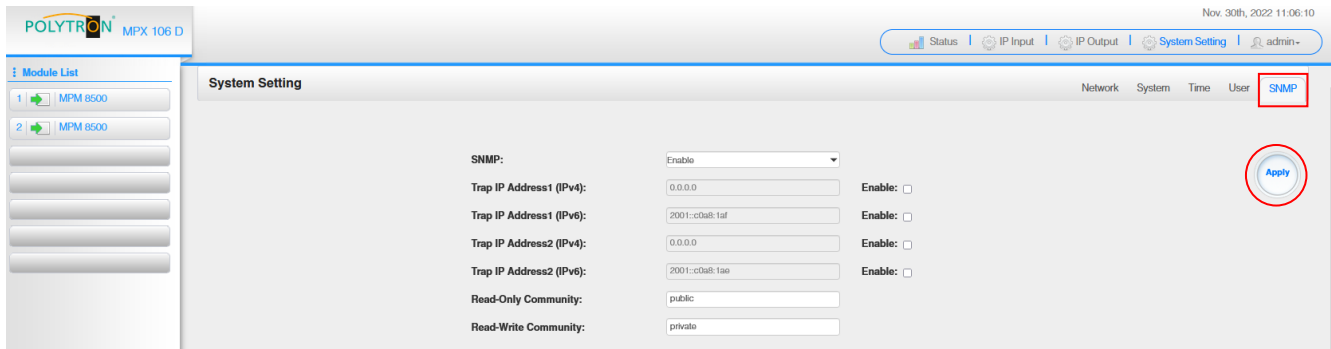 Nov. 30th, 2022 11:06:10
POLYTRON MPX 106 D
Status IP Input IP Output System Setting admin
Module List
1 MPM 8500
2 MPM 8500
System Setting
Network System Time User SNMP
Apply
SNMP: Enable
Trap IP Address1 (IPv4): 0.0.0.0 Enable:
Trap IP Address1 (IPv6): 2001::c0a8:1af Enable:
Trap IP Address2 (IPv4): 0.0.0.0 Enable:
Trap IP Address2 (IPv6): 2001::c0a8:1ae Enable:
Read-Only Community: public
Read-Write Community: private